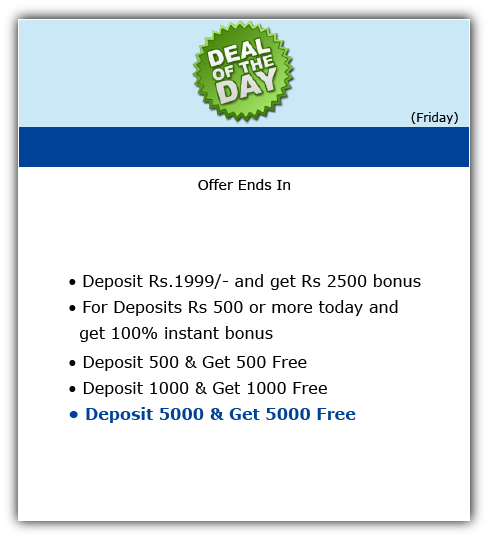 DEAL
OF THE
DAY
(Friday)
Offer Ends In
• Deposit Rs.1999/- and get Rs 2500 bonus
• For Deposits Rs 500 or more today and
get 100% instant bonus
• Deposit 500 & Get 500 Free
• Deposit 1000 & Get 1000 Free
• Deposit 5000 & Get 5000 Free